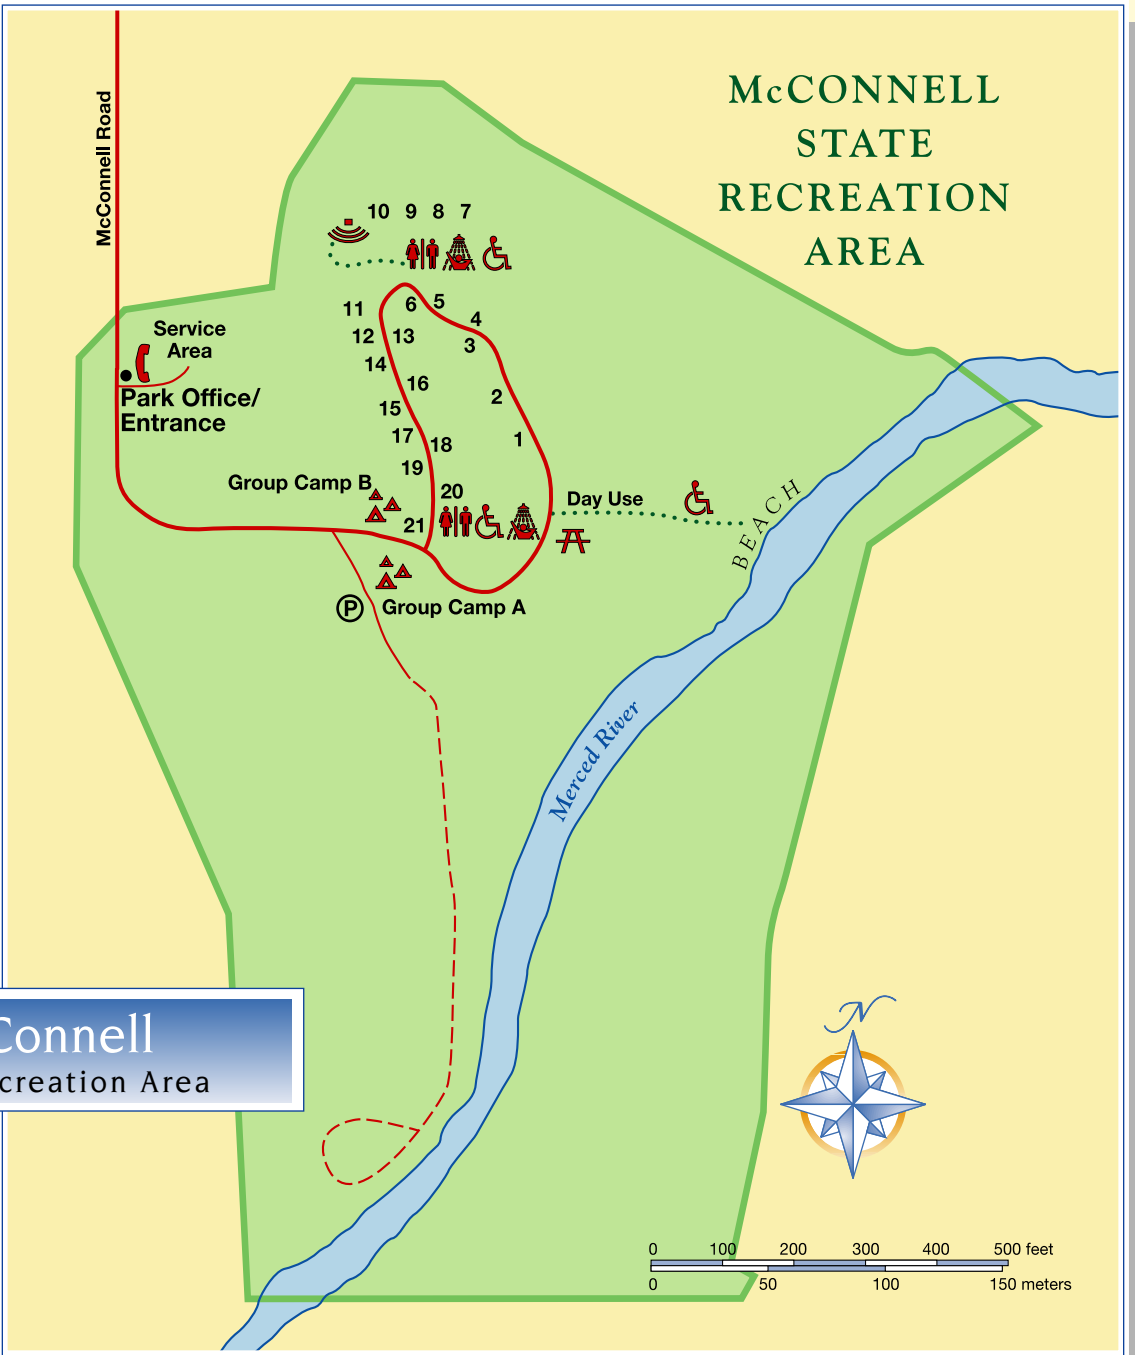 McCONNELL
STATE
RECREATION
AREA
McConnell Road
10 9 8 7
11 6 5 4
12 13 3
14
16 2
15
17 18 1
19
20
21
Service
Area
Park Office/
Entrance
Group Camp B
Day Use
BEACH
P
Group Camp A
Merced River
Connell
creation Area
N
0 100 200 300 400 500 feet
0 50 100 150 meters